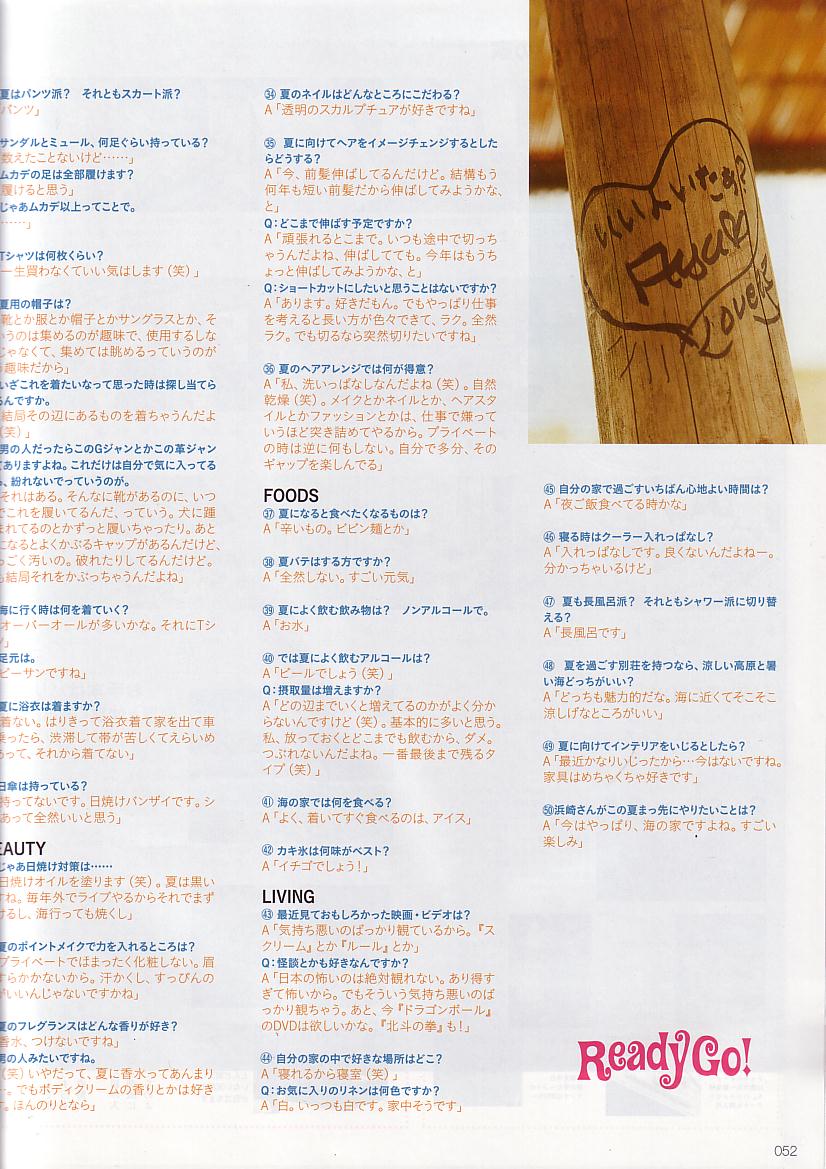 夏はパンツ派？　それともスカート派？
パンツ」
サンダルとミュール、何足ぐらい持っている？
数えたことないけど……」
ムカデの足は全部履けます？
履けると思う」
じゃあムカデ以上ってことで。
……」
Tシャツは何枚くらい？
一生買わなくていい気はします（笑）」
夏用の帽子は？
靴とか服とか帽子とかサングラスとか、そ
うのは集めるのが趣味で、使用するしな
じゃなくて、集めては眺めるっていうのが
趣味だから」
いざこれを着たいなって思った時は探し当てら
るんですか。
結局その辺にあるものを着ちゃうんだよ
（笑）」
男の人だったらこのGジャンとかこの革ジャン
てありますよね。これだけは自分で気に入ってる
、紛れないでっていうのが。
それはある。そんなに靴があるのに、いつ
でこれを履いてるんだ、っていう。犬に踵
まれてるのとかずっと履いちゃったり。あと
になるとよくかぶるキャップがあるんだけど、
っごく汚いの。破れたりしてるんだけど。
も結局それをかぶっちゃうんだよね」
海に行く時は何を着ていく？
オーバーオールが多いかな。それにTシ
ツ」
足元は。
ビーサンですね」
夏に浴衣は着ますか？
着ない。はりきって浴衣着て家を出て車
乗ったら、渋滞して帯が苦しくてえらいめ
あって、それから着てない」
日傘は持っている？
持ってないです。日焼けバンザイです。シ
あって全然いいと思う」
EAUTY
じゃあ日焼け対策は……
日焼けオイルを塗ります（笑）。夏は黒い
すね。毎年外でライブやるからそれでまず
けるし、海行っても焼くし」
夏のポイントメイクで力を入れるところは？
プライベートでほまったく化粧しない。眉
すらかかないから。汗かくし、すっぴんの
がいいんじゃないですかね」
夏のフレグランスはどんな香りが好き？
香水、つけないですね」
男の人みたいですね。
（笑）いやだって、夏に香水ってあんまり
…。でもボディクリームの香りとかは好き
す。ほんのりとなら」
㉞ 夏のネイルはどんなところにこだわる？
A「透明のスカルプチュアが好きですね」
㉟ 夏に向けてヘアをイメージチェンジするとした
らどうする？
A「今、前髪伸ばしてるんだけど。結構もう
何年も短い前髪だから伸ばしてみようかな、
と」
Q：どこまで伸ばす予定ですか？
A「頑張れるとこまで。いつも途中で切っち
ゃうんだよね、伸ばしてても。今年はもうち
ょっと伸ばしてみようかな、と」
Q：ショートカットにしたいと思うことはないですか？
A「あります。好きだもん。でもやっぱり仕事
を考えると長い方が色々できて、ラク。全然
ラク。でも切るなら突然切りたいですね」
㊱ 夏のヘアアレンジでは何が得意？
A「私、洗いっぱなしなんだよね（笑）。自然
乾燥（笑）。メイクとかネイルとか、ヘアスタ
イルとかファッションとかは、仕事で嫌って
いうほど突き詰めてやるから。プライベート
の時は逆に何もしない。自分で多分、その
ギャップを楽しんでる」
FOODS
㊲ 夏になると食べたくなるものは？
A「辛いもの。ビビン麺とか」
㊳ 夏バテはする方ですか？
A「全然しない。すごい元気」
㊴ 夏によく飲む飲み物は？　ノンアルコールで。
A「お水」
㊵ では夏によく飲むアルコールは？
A「ビールでしょう（笑）」
Q：摂取量は増えますか？
A「どの辺までいくと増えてるのかがよく分か
らないんですけど（笑）。基本的に多いと思う。
私、放っておくとどこまでも飲むから、ダメ。
つぶれないんだよね。一番最後まで残るタ
イプ（笑）」
㊶ 海の家では何を食べる？
A「よく、着いてすぐ食べるのは、アイス」
㊷ カキ氷は何味がベスト？
A「イチゴでしょう！」
LIVING
㊸ 最近見ておもしろかった映画・ビデオは？
A「気持ち悪いのばっかり観ているから。『ス
クリーム』とか『ルール』とか」
Q：怪談とかも好きなんですか？
A「日本の怖いのは絶対観れない。あり得す
ぎて怖いから。でもそういう気持ち悪いのば
っかり観ちゃう。あと、今『ドラゴンボール』
のDVDは欲しいかな。『北斗の拳』も！」
㊹ 自分の家の中で好きな場所はどこ？
A「寝れるから寝室（笑）」
Q：お気に入りのリネンは何色ですか？
A「白。いっつも白です。家中そうです」
Ayu
LOVE
㊺ 自分の家で過ごすいちばん心地よい時間は？
A「夜ご飯食べてる時かな」
㊻ 寝る時はクーラー入れっぱなし？
A「入れっぱなしです。良くないんだよねー。
分かっちゃいるけど」
㊼ 夏も長風呂派？　それともシャワー派に切り替
える？
A「長風呂です」
㊽ 夏を過ごす別荘を持つなら、涼しい高原と暑
い海どっちがいい？
A「どっちも魅力的だな。海に近くてそこそこ
涼しげなところがいい」
㊾ 夏に向けてインテリアをいじるとしたら？
A「最近かなりいじったから…今はないですね。
家具はめちゃくちゃ好きです」
㊿浜崎さんがこの夏まっ先にやりたいことは？
A「今はやっぱり、海の家ですよね。すごい
楽しみ」
Ready Go!
052